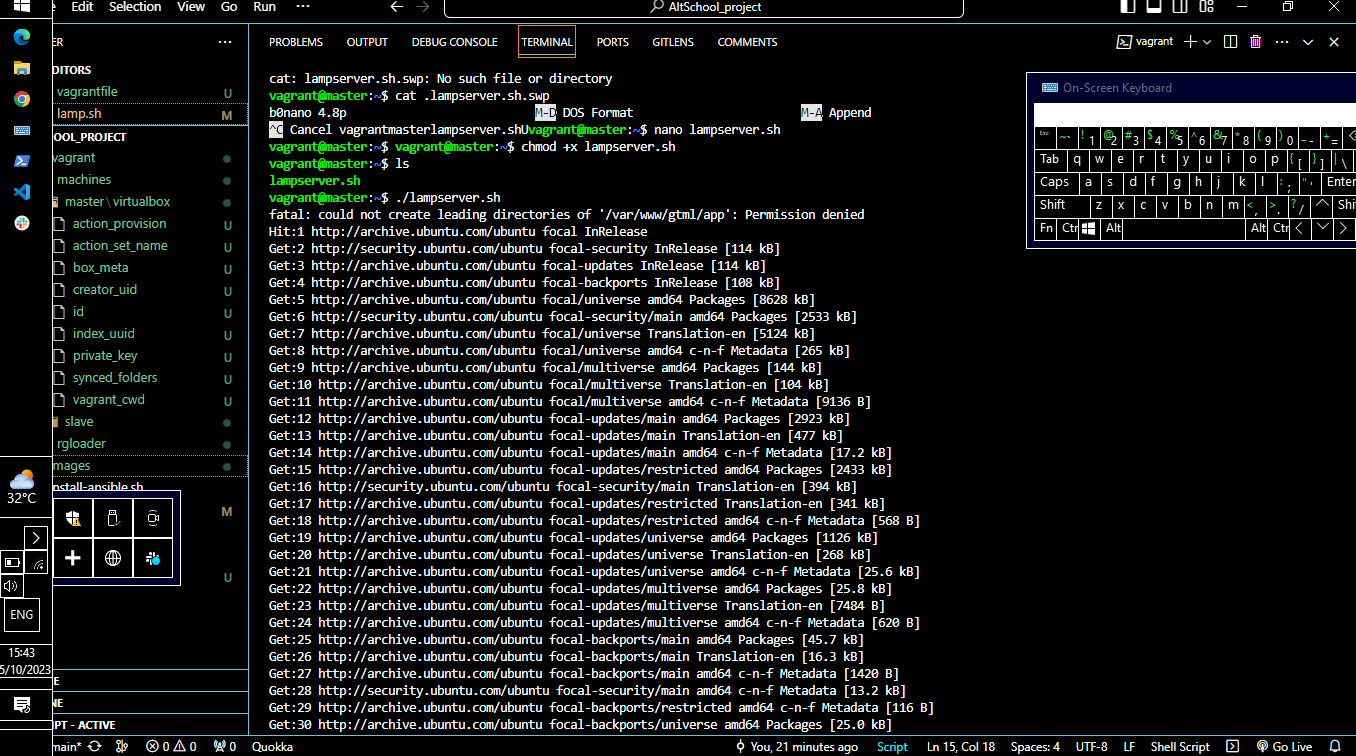 Edit Selection View Go Run ···
AltSchool_project
PROBLEMS OUTPUT DEBUG CONSOLE TERMINAL PORTS GITLENS COMMENTS
vagrant
ER
DITORS
vagrantfile U
lamp.sh M
OOL_PROJECT
vagrant
machines
master\virtualbox
action_provision U
action_set_name U
box_meta U
creator_uid U
id U
index_uuid U
private_key U
synced_folders U
vagrant_cwd U
slave
rgloader
mages
nstall-ansible.sh
M
U
E
NE
IPT - ACTIVE
cat: lampserver.sh.swp: No such file or directory
vagrant@master:~$ cat .lampserver.sh.swp
b0nano 4.8p M-D DOS Format M-A Append
^C Cancel vagrantmasterlampserver.shUvagrant@master:~$ nano lampserver.sh
vagrant@master:~$ vagrant@master:~$ chmod +x lampserver.sh
vagrant@master:~$ ls
lampserver.sh
vagrant@master:~$ ./lampserver.sh
fatal: could not create leading directories of '/var/www/gtml/app': Permission denied
Hit:1 http://archive.ubuntu.com/ubuntu focal InRelease
Get:2 http://security.ubuntu.com/ubuntu focal-security InRelease [114 kB]
Get:3 http://archive.ubuntu.com/ubuntu focal-updates InRelease [114 kB]
Get:4 http://archive.ubuntu.com/ubuntu focal-backports InRelease [108 kB]
Get:5 http://archive.ubuntu.com/ubuntu focal/universe amd64 Packages [8628 kB]
Get:6 http://security.ubuntu.com/ubuntu focal-security/main amd64 Packages [2533 kB]
Get:7 http://archive.ubuntu.com/ubuntu focal/universe Translation-en [5124 kB]
Get:8 http://archive.ubuntu.com/ubuntu focal/universe amd64 c-n-f Metadata [265 kB]
Get:9 http://archive.ubuntu.com/ubuntu focal/multiverse amd64 Packages [144 kB]
Get:10 http://archive.ubuntu.com/ubuntu focal/multiverse Translation-en [104 kB]
Get:11 http://archive.ubuntu.com/ubuntu focal/multiverse amd64 c-n-f Metadata [9136 B]
Get:12 http://archive.ubuntu.com/ubuntu focal-updates/main amd64 Packages [2923 kB]
Get:13 http://archive.ubuntu.com/ubuntu focal-updates/main Translation-en [477 kB]
Get:14 http://archive.ubuntu.com/ubuntu focal-updates/main amd64 c-n-f Metadata [17.2 kB]
Get:15 http://archive.ubuntu.com/ubuntu focal-updates/restricted amd64 Packages [2433 kB]
Get:16 http://security.ubuntu.com/ubuntu focal-security/main Translation-en [394 kB]
Get:17 http://archive.ubuntu.com/ubuntu focal-updates/restricted Translation-en [341 kB]
Get:18 http://archive.ubuntu.com/ubuntu focal-updates/restricted amd64 c-n-f Metadata [568 B]
Get:19 http://archive.ubuntu.com/ubuntu focal-updates/universe amd64 Packages [1126 kB]
Get:20 http://archive.ubuntu.com/ubuntu focal-updates/universe Translation-en [268 kB]
Get:21 http://archive.ubuntu.com/ubuntu focal-updates/universe amd64 c-n-f Metadata [25.6 kB]
Get:22 http://archive.ubuntu.com/ubuntu focal-updates/multiverse amd64 Packages [25.8 kB]
Get:23 http://archive.ubuntu.com/ubuntu focal-updates/multiverse Translation-en [7484 B]
Get:24 http://archive.ubuntu.com/ubuntu focal-updates/multiverse amd64 c-n-f Metadata [620 B]
Get:25 http://archive.ubuntu.com/ubuntu focal-backports/main amd64 Packages [45.7 kB]
Get:26 http://archive.ubuntu.com/ubuntu focal-backports/main Translation-en [16.3 kB]
Get:27 http://archive.ubuntu.com/ubuntu focal-backports/main amd64 c-n-f Metadata [1420 B]
Get:28 http://security.ubuntu.com/ubuntu focal-security/main amd64 c-n-f Metadata [13.2 kB]
Get:29 http://archive.ubuntu.com/ubuntu focal-backports/restricted amd64 c-n-f Metadata [116 B]
Get:30 http://archive.ubuntu.com/ubuntu focal-backports/universe amd64 Packages [25.0 kB]
On-Screen Keyboard
Esc ~` !1 @2 #3 $4 %5 ^6 &7 *8 (9 )0 _- +=
Tab q w e r t y u i o p {[ }] |\
Caps a s d f g h j k l :; "' Enter
Shift z x c v b n m <, >. ?/ Shi
Fn Ctr Alt Alt Ctr
32°C
ENG
15:43
5/10/2023
main* 0 0 0 Quokka You, 21 minutes ago Script Ln 15, Col 18 Spaces: 4 UTF-8 LF Shell Script Go Live